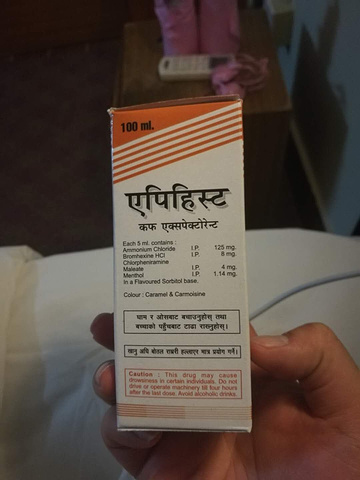 100 ml.
एपिहिस्ट
कफ एक्सपेक्टोरेन्ट
Each 5 ml. contains :
Ammonium Chloride I.P. 125 mg.
Bromhexine HCl I.P. 8 mg.
Chlorpheniramine
Maleate I.P. 4 mg.
Menthol I.P. 1.14 mg.
In a Flavoured Sorbitol base.
Colour : Caramel & Carmoisine
घाम र ओसबाट बचाउनुहोस् तथा
बच्चाको पहुँचबाट टाढा राख्नुहोस्।
खानु अघि बोतल राम्ररी हल्लाएर मात्र प्रयोग गर्ने।
Caution : This drug may cause
drowsiness in certain individuals. Do not
drive or operate machinery till four hours
after the last dose. Avoid alcoholic drinks.